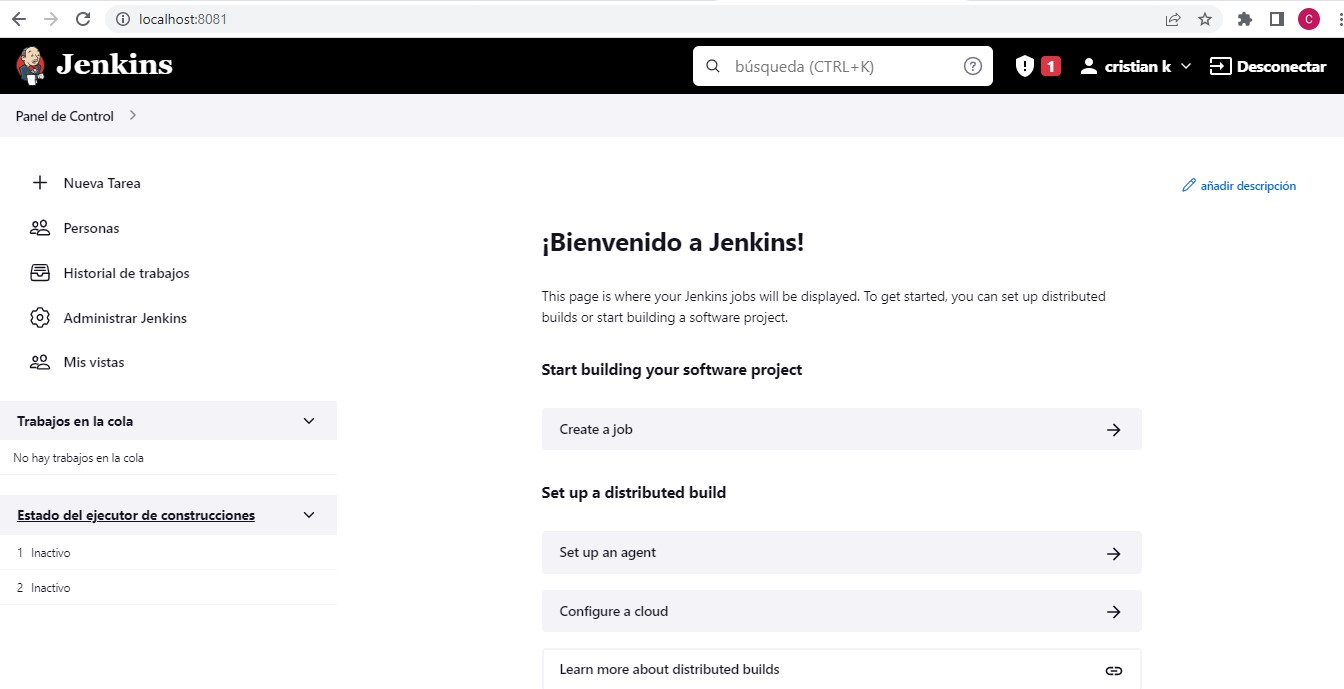 localhost:8081
C
Jenkins
búsqueda (CTRL+K)
?
1
cristian k
Desconectar
Panel de Control
Nueva Tarea
Personas
Historial de trabajos
Administrar Jenkins
Mis vistas
Trabajos en la cola
No hay trabajos en la cola
Estado del ejecutor de construcciones
1 Inactivo
2 Inactivo
añadir descripción
¡Bienvenido a Jenkins!
This page is where your Jenkins jobs will be displayed. To get started, you can set up distributed
builds or start building a software project.
Start building your software project
Create a job
Set up a distributed build
Set up an agent
Configure a cloud
Learn more about distributed builds